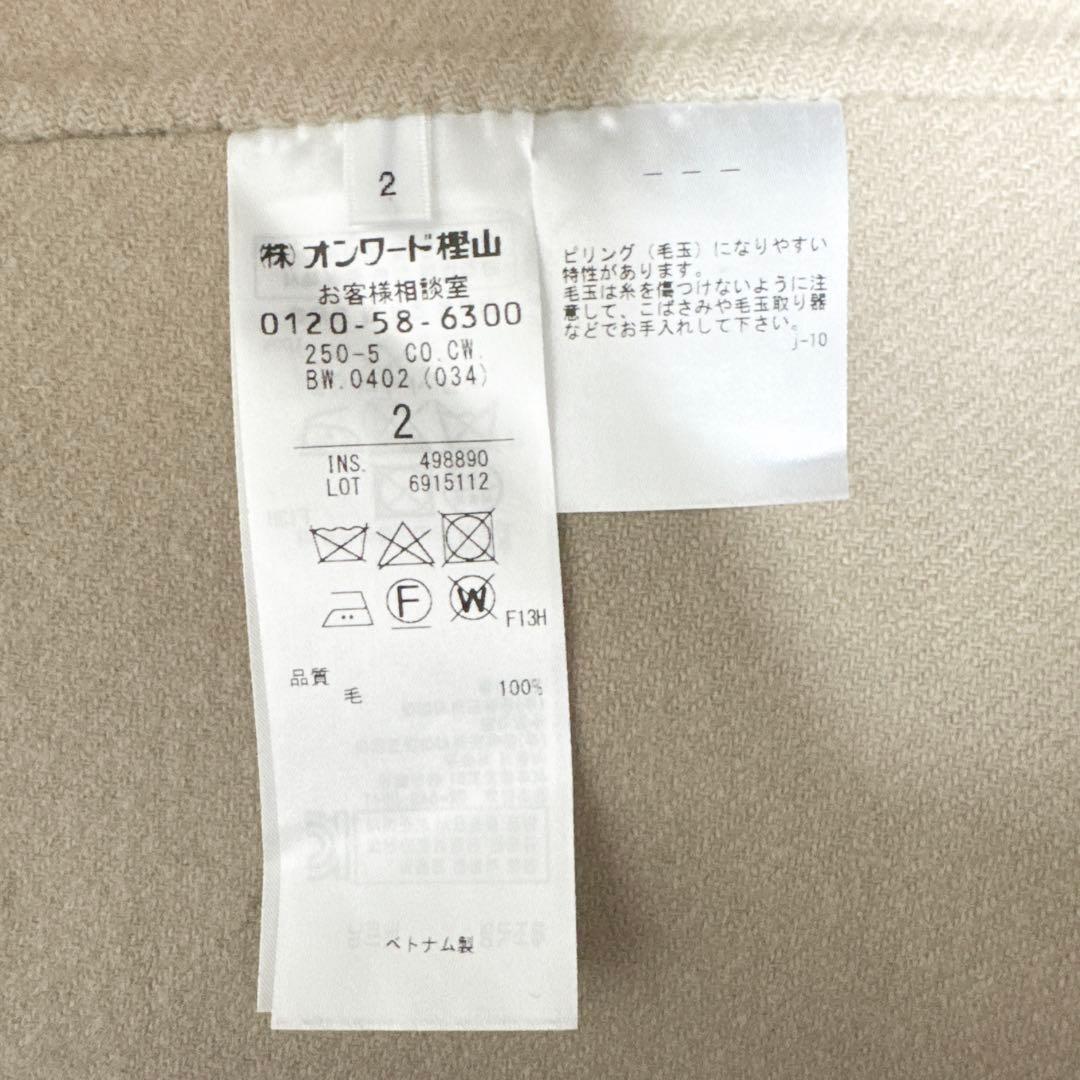 2
㈱オンワード樫山
お客様相談室
0120-58-6300
250-5 CO.CW.
BW.0402(034)
2
INS. 498890
LOT 6915112
F
W
F13H
品質
毛 100%
ベトナム製
— — —
ピリング（毛玉）になりやすい
特性があります。
毛玉は糸を傷つけないように注
意して、こばさみや毛玉取り器
などでお手入れして下さい。
j-10